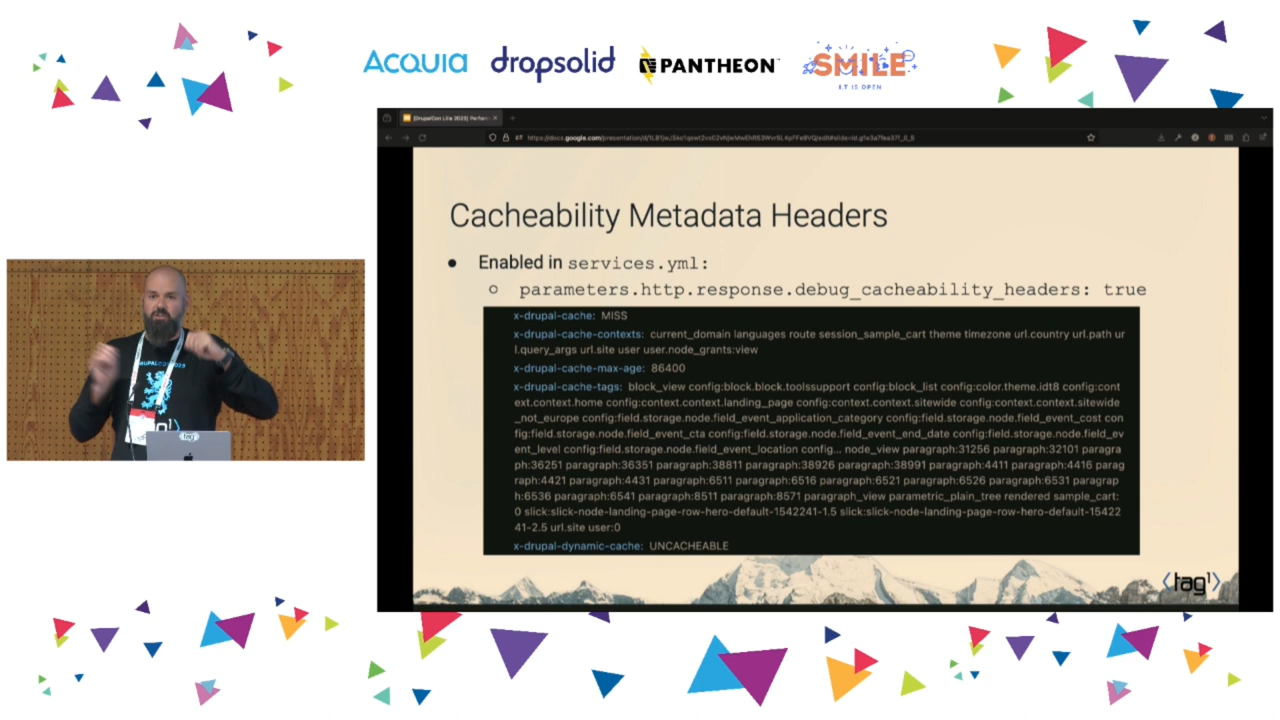 ACQUIA dropsolid PANTHEON SMILE
I.T IS OPEN
[DrupalCon Lille 2023] Perform
Cacheability Metadata Headers
● Enabled in services.yml:
○ parameters.http.response.debug_cacheability_headers: true
x-drupal-cache: MISS
x-drupal-cache-contexts: current_domain languages route session_sample_cart theme timezone url.country url.path ur
l.query_args url.site user user.node_grants:view
x-drupal-cache-max-age: 86400
x-drupal-cache-tags: block_view config:block.block.toolssupport config:block_list config:color.theme.idt8 config:cont
ext.context.home config:context.context.landing_page config:context.context.sitewide config:context.context.sitewide
_not_europe config:field.storage.node.field_event_application_category config:field.storage.node.field_event_cost con
fig:field.storage.node.field_event_cta config:field.storage.node.field_event_end_date config:field.storage.node.field_ev
ent_level config:field.storage.node.field_event_location config... node_view paragraph:31256 paragraph:32101 paragra
ph:36251 paragraph:36351 paragraph:38811 paragraph:38926 paragraph:38991 paragraph:4411 paragraph:4416 parag
raph:4421 paragraph:4431 paragraph:6511 paragraph:6516 paragraph:6521 paragraph:6526 paragraph:6531 paragrap
h:6536 paragraph:6541 paragraph:8511 paragraph:8571 paragraph_view parametric_plain_tree rendered sample_cart:
0 slick:slick-node-landing-page-row-hero-default-1542241-1.5 slick:slick-node-landing-page-row-hero-default-15422
41-2.5 url.site user:0
x-drupal-dynamic-cache: UNCACHEABLE
tag1
tag1